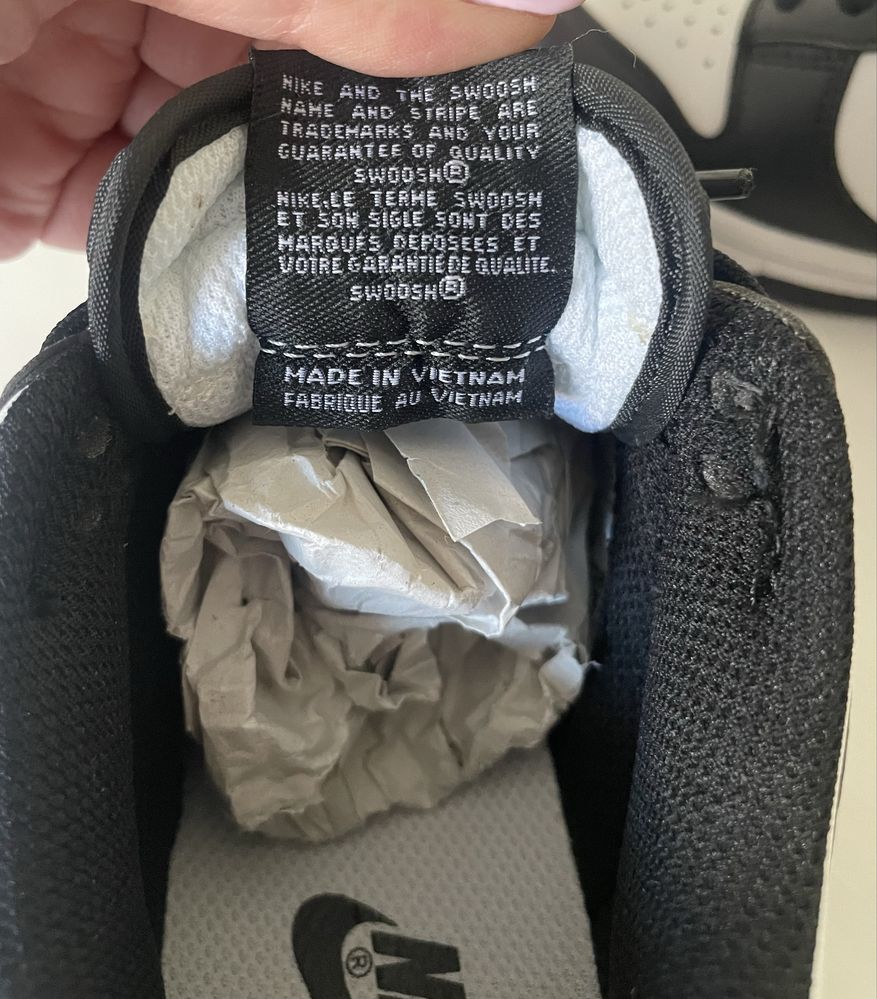 NIKE AND THE SWOOSH
NAME AND STRIPE ARE
TRADEMARKS AND YOUR
GUARANTEE OF QUALITY
SWOOSH®
NIKE.LE TERME SWOOSH
ET SON SIGLE SONT DES
MARQUES DEPOSEES ET
VOTRE GARANTIE DE QUALITE.
SWOOSH®
MADE IN VIETNAM
FABRIQUE AU VIETNAM